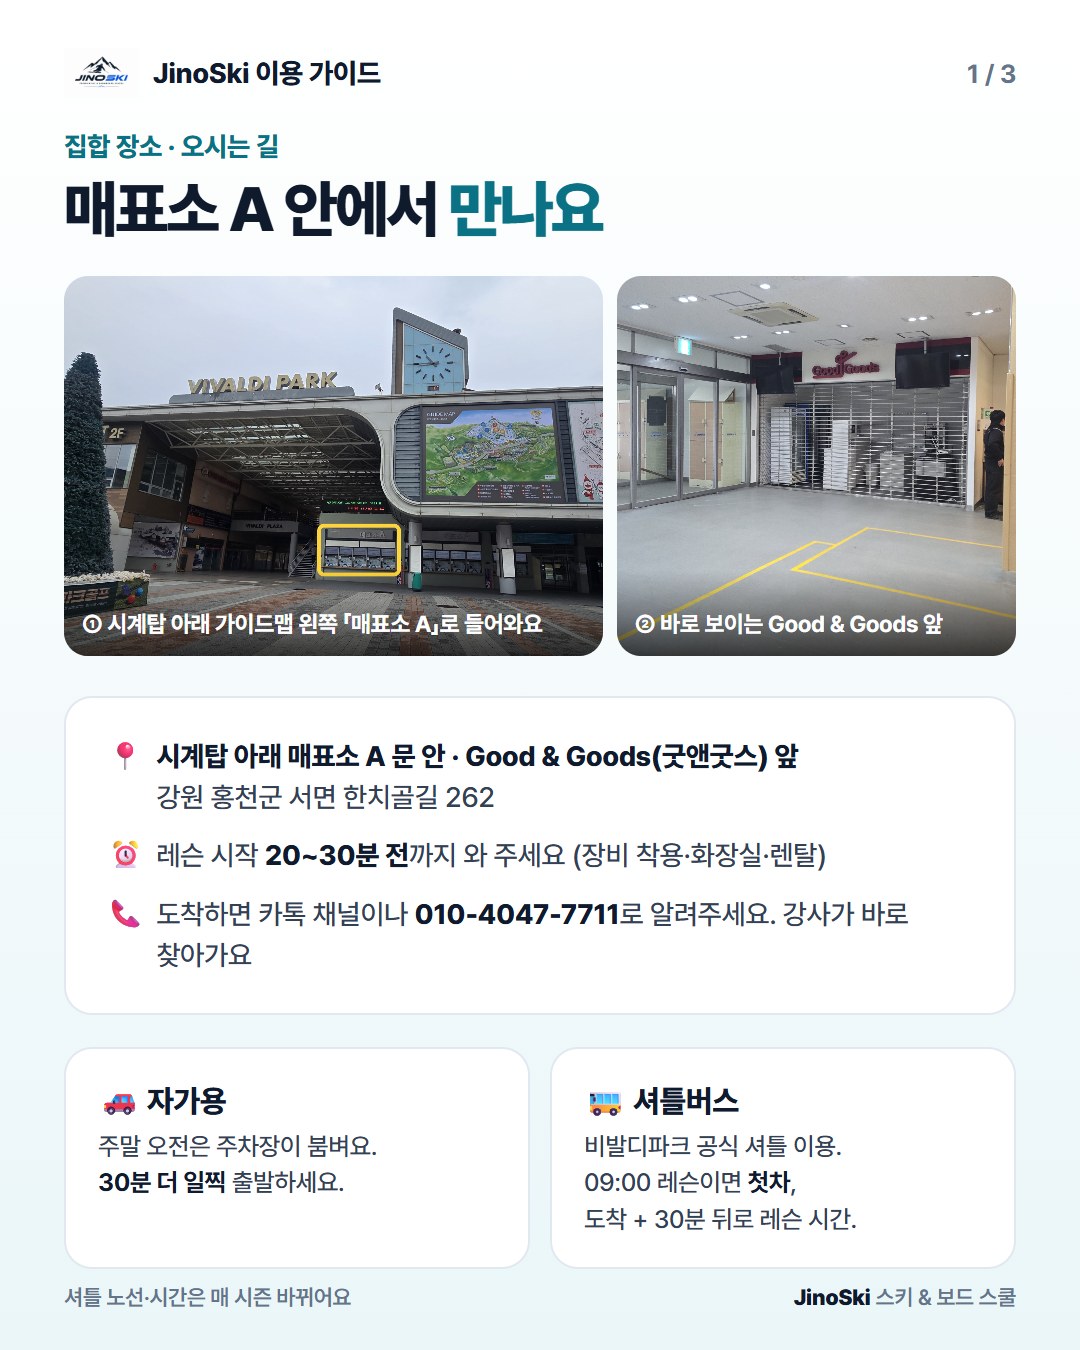 JINOSKI
JinoSki 이용 가이드
1 / 3
집합 장소 · 오시는 길
매표소 A 안에서 만나요
VIVALDI PARK
2F
VIVALDI PLAZA
① 시계탑 아래 가이드맵 왼쪽 「매표소 A」로 들어와요
Good Goods
② 바로 보이는 Good & Goods 앞
시계탑 아래 매표소 A 문 안 · Good & Goods(굿앤굿스) 앞
강원 홍천군 서면 한치골길 262
레슨 시작 20~30분 전까지 와 주세요 (장비 착용·화장실·렌탈)
도착하면 카톡 채널이나 010-4047-7711로 알려주세요. 강사가 바로
찾아가요
자가용
주말 오전은 주차장이 붐벼요.
30분 더 일찍 출발하세요.
셔틀버스
비발디파크 공식 셔틀 이용.
09:00 레슨이면 첫차,
도착 + 30분 뒤로 레슨 시간.
셔틀 노선·시간은 매 시즌 바뀌어요
JinoSki 스키 & 보드 스쿨